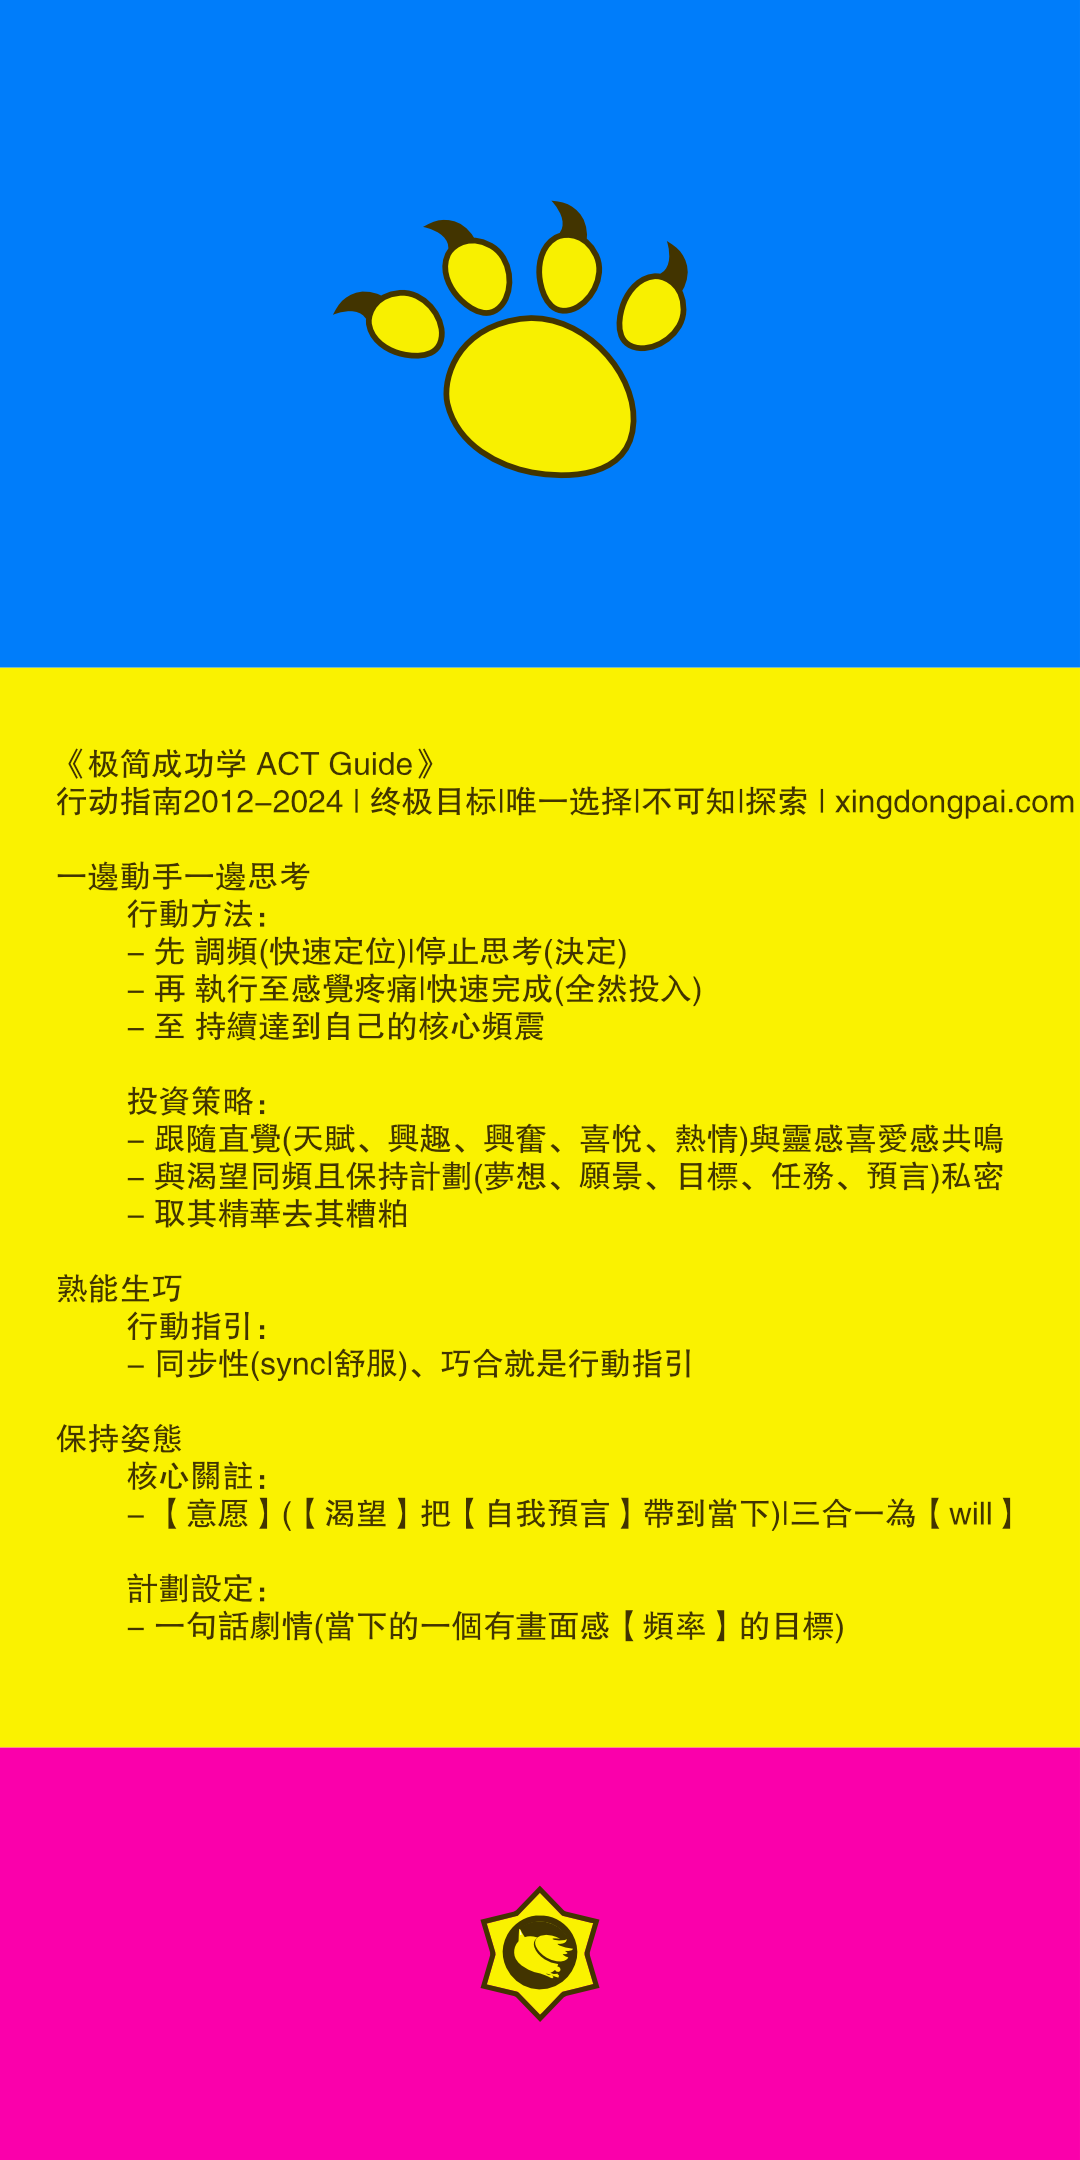 《极简成功学 ACT Guide》
行动指南2012-2024 | 终极目标|唯一选择|不可知|探索 | xingdongpai.com
一邊動手一邊思考
行動方法:
- 先 調頻(快速定位)|停止思考(決定)
- 再 執行至感覺疼痛|快速完成(全然投入)
- 至 持續達到自己的核心頻震
投資策略:
- 跟隨直覺(天賦、興趣、興奮、喜悅、熱情)與靈感喜愛感共鳴
- 與渴望同頻且保持計劃(夢想、願景、目標、任務、預言)私密
- 取其精華去其糟粕
熟能生巧
行動指引:
- 同步性(sync|舒服)、巧合就是行動指引
保持姿態
核心關註:
- 【意愿】(【渴望】把【自我預言】帶到當下)|三合一為【will】
計劃設定:
- 一句話劇情(當下的一個有畫面感【頻率】的目標)